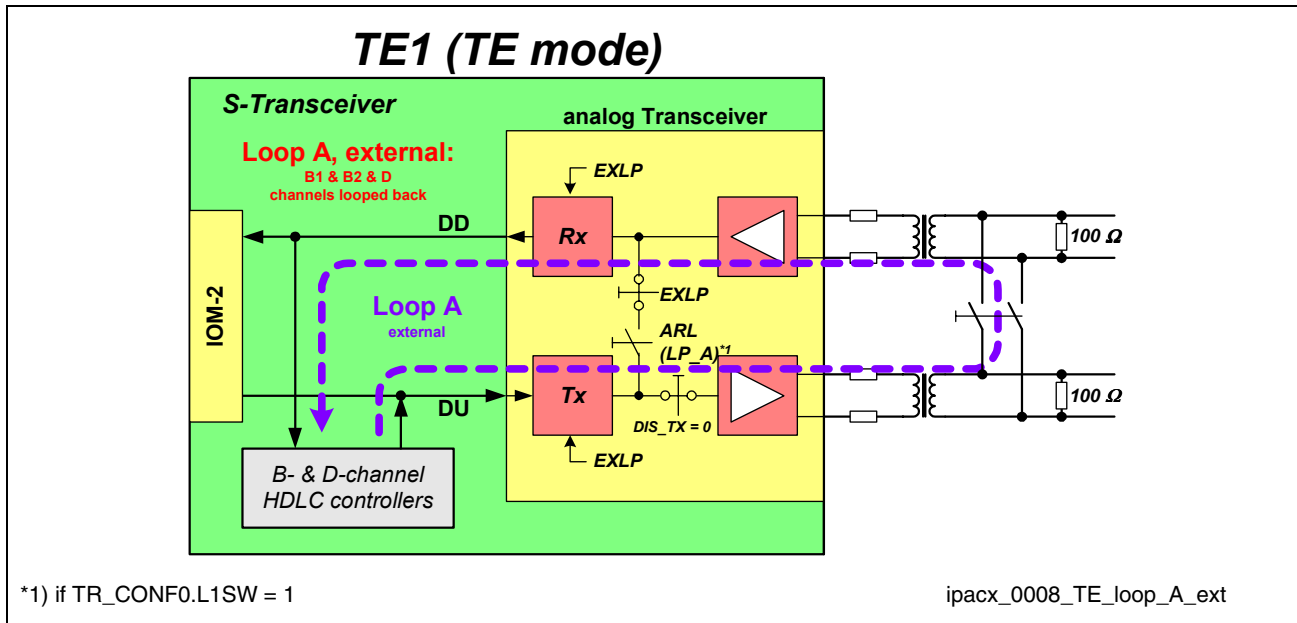 TE1 (TE mode)
S-Transceiver
analog Transceiver
Loop A, external:
B1 & B2 & D
channels looped back
EXLP
DD
Rx
100 Ω
IOM-2
Loop A
external
EXLP
ARL
(LP_A)*1
Tx
DU
DIS_TX = 0
100 Ω
EXLP
B- & D-channel
HDLC controllers
*1) if TR_CONF0.L1SW = 1
ipacx_0008_TE_loop_A_ext